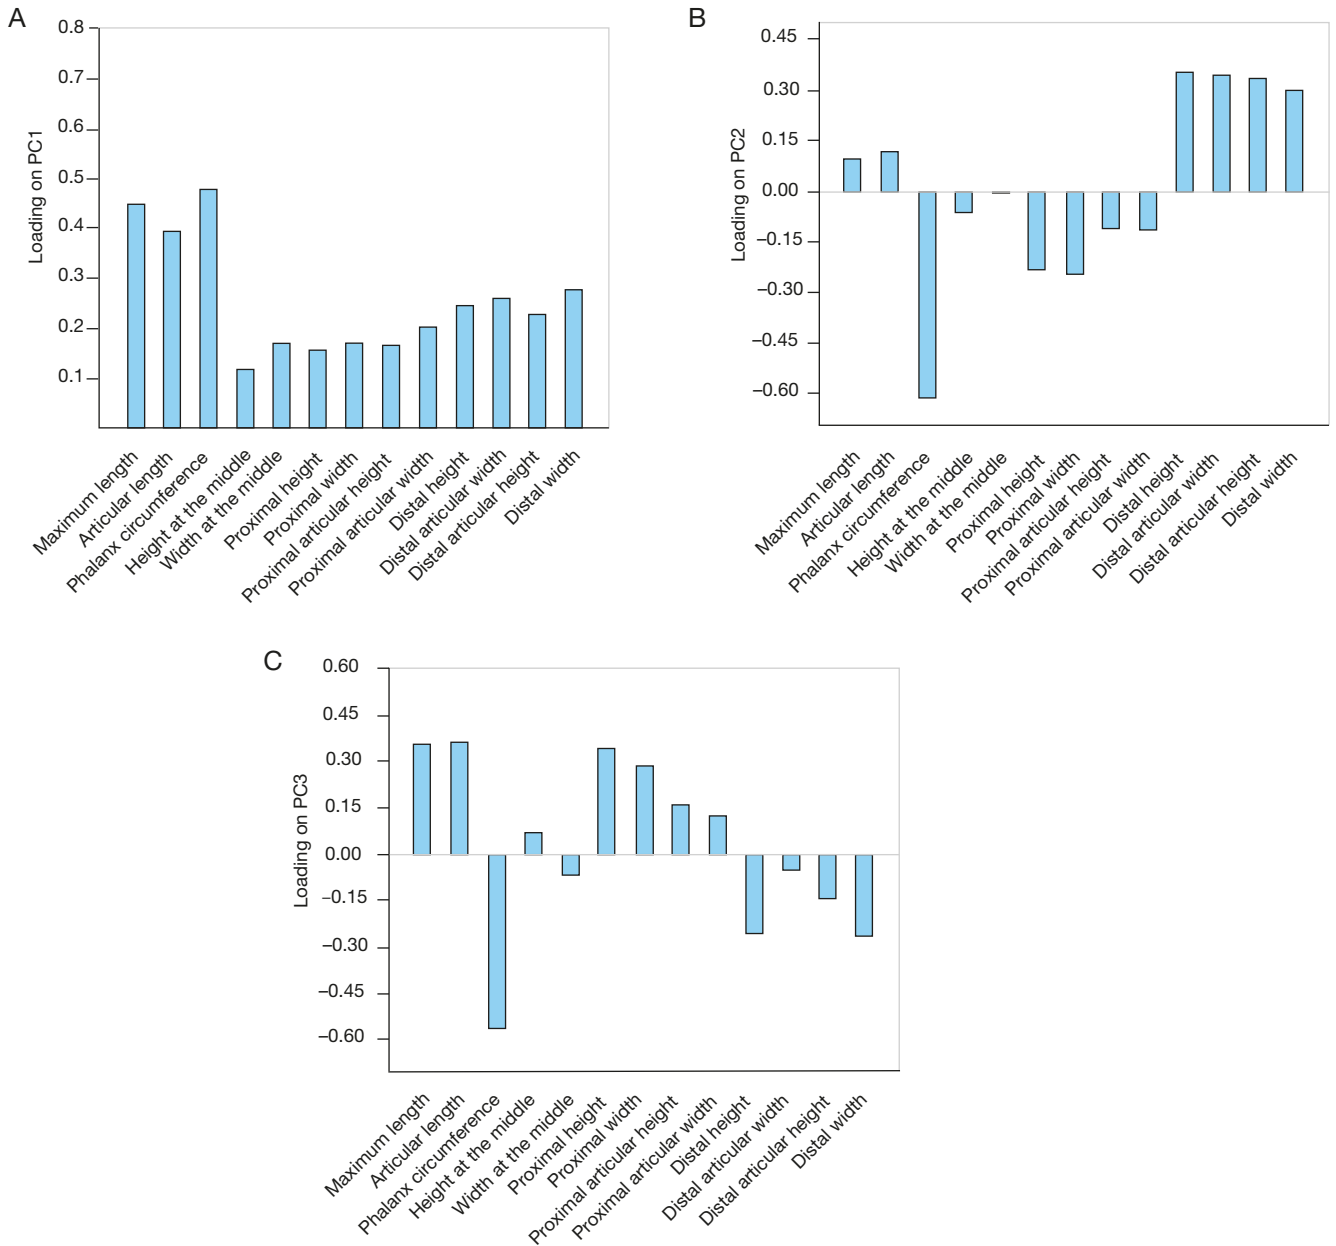 A
0.8
0.7
0.6
0.5
0.4
0.3
0.2
0.1
Loading on PC1
Maximum length
Articular length
Phalanx circumference
Height at the middle
Width at the middle
Proximal height
Proximal width
Proximal articular height
Proximal articular width
Distal height
Distal articular width
Distal articular height
Distal width
B
0.45
0.30
0.15
0.00
−0.15
−0.30
−0.45
−0.60
Loading on PC2
Maximum length
Articular length
Phalanx circumference
Height at the middle
Width at the middle
Proximal height
Proximal width
Proximal articular height
Proximal articular width
Distal height
Distal articular width
Distal articular height
Distal width
C
0.60
0.45
0.30
0.15
0.00
−0.15
−0.30
−0.45
−0.60
Loading on PC3
Maximum length
Articular length
Phalanx circumference
Height at the middle
Width at the middle
Proximal height
Proximal width
Proximal articular height
Proximal articular width
Distal height
Distal articular width
Distal articular height
Distal width